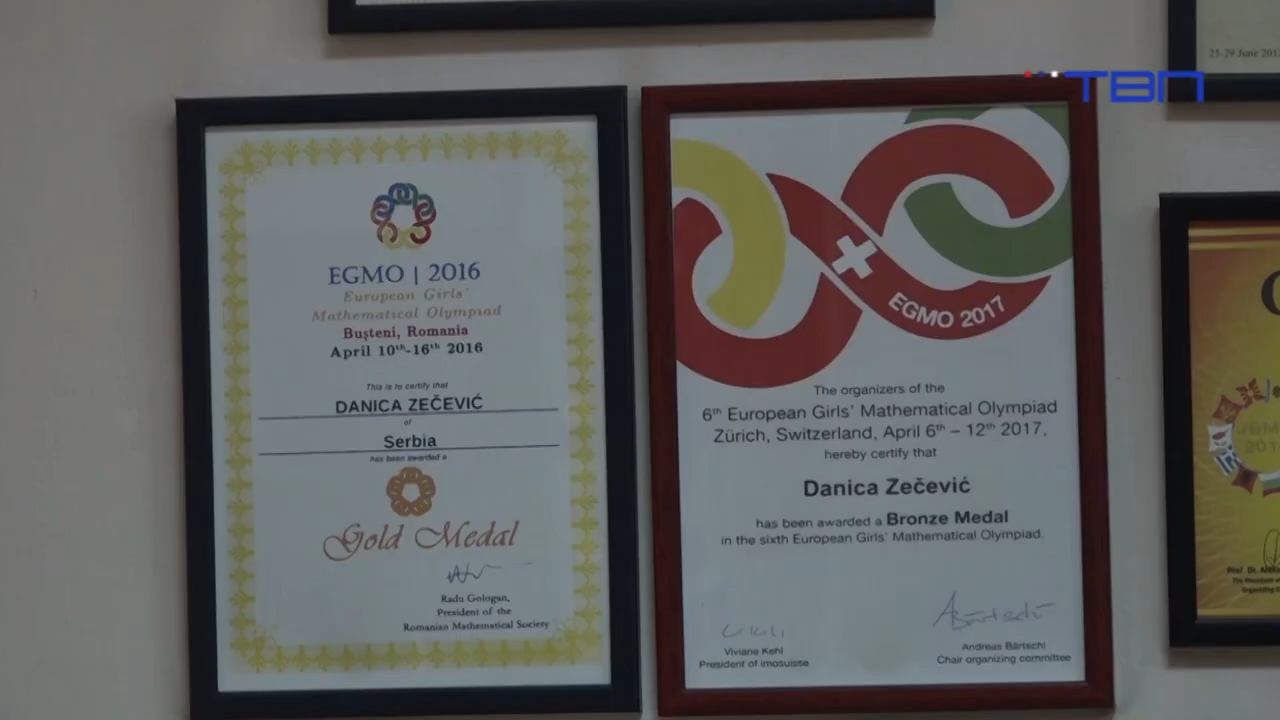 25-29 June 201
TBП
EGMO | 2016
European Girls'
Mathematical Olympiad
Bușteni, Romania
April 10th-16th 2016
This is to certify that
DANICA ZEČEVIĆ
of
Serbia
has been awarded a
Gold Medal
Radu Gologan,
President of the
Romanian Mathematical Society
EGMO 2017
The organizers of the
6th European Girls' Mathematical Olympiad
Zürich, Switzerland, April 6th – 12th 2017,
hereby certify that
Danica Zečević
has been awarded a Bronze Medal
in the sixth European Girls' Mathematical Olympiad.
Viviane Kehl
President of imosuisse
Andreas Bärtschi
Chair organizing committee
Prof. Dr.